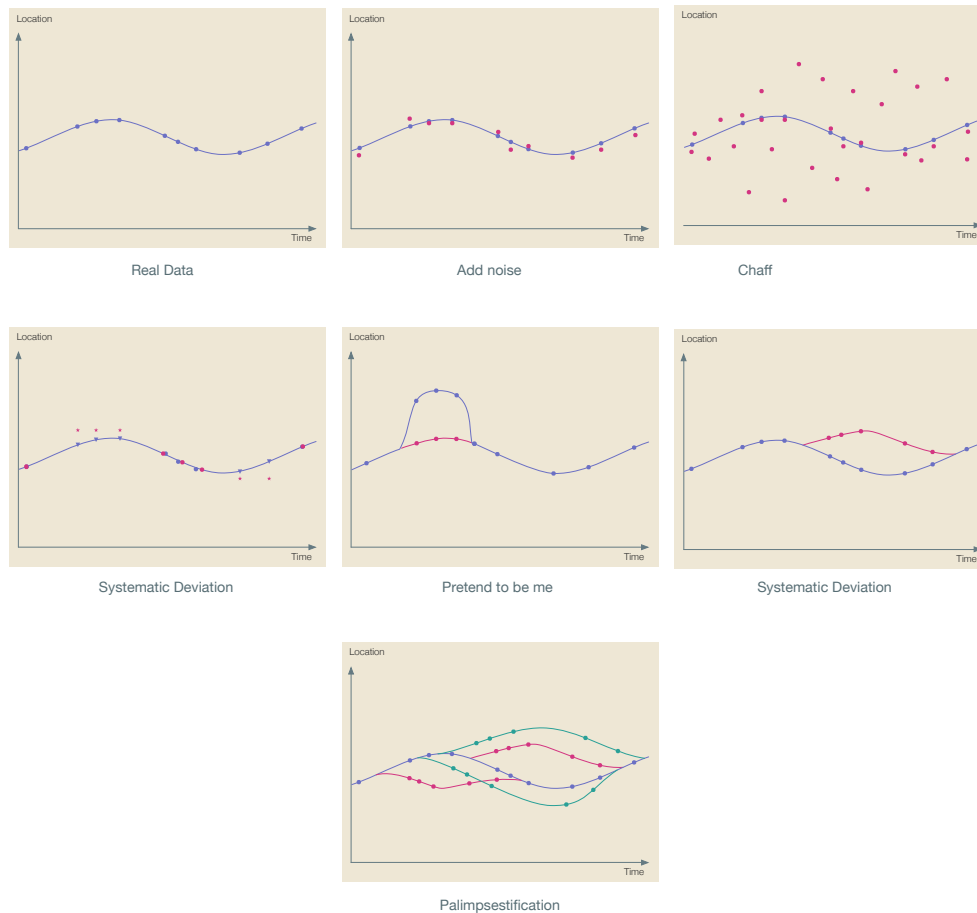 Location
Time
Real Data
Location
Time
Add noise
Location
Time
Chaff
Location
Time
Systematic Deviation
Location
Time
Pretend to be me
Location
Time
Systematic Deviation
Location
Time
Palimpsestification